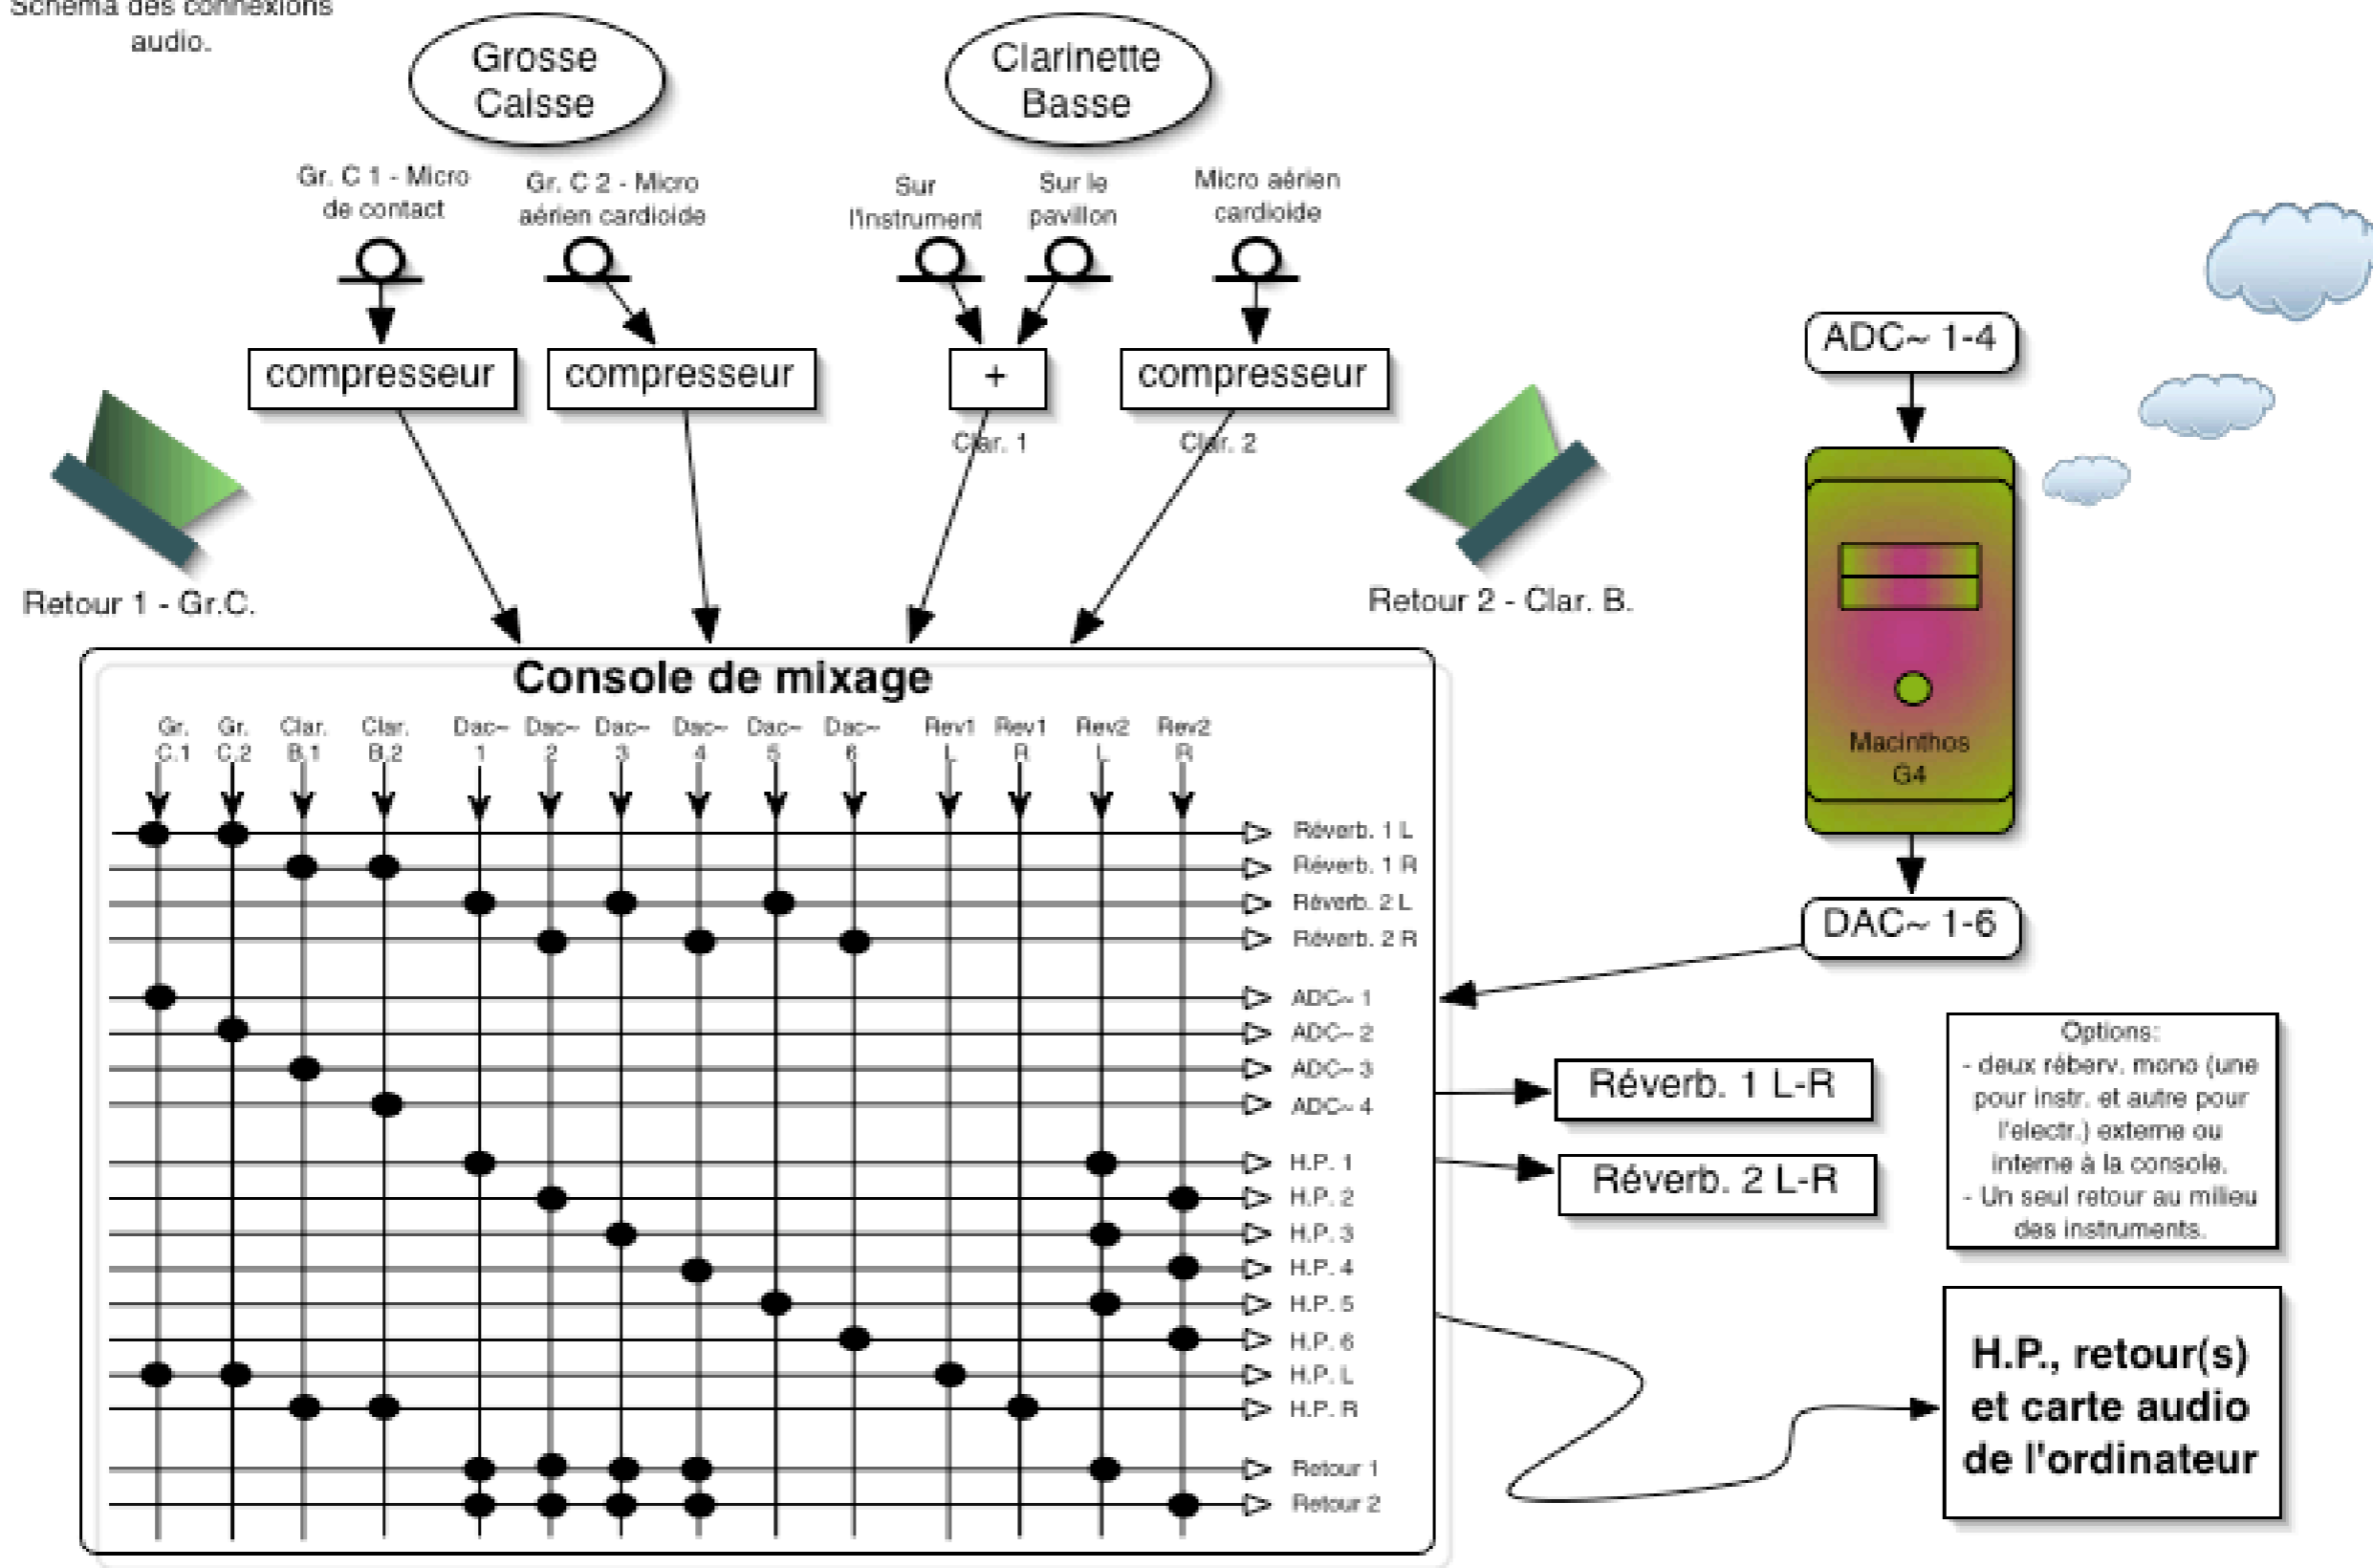 Schéma des connexions
audio.
Grosse
Caisse
Clarinette
Basse
Gr. C 1 - Micro
de contact
Gr. C 2 - Micro
aérien cardioide
Sur
l'instrument
Sur le
pavillon
Micro aérien
cardioide
compresseur
compresseur
+
compresseur
Clar. 1
Clar. 2
Retour 1 - Gr.C.
Retour 2 - Clar. B.
ADC~ 1-4
Macinthos
G4
DAC~ 1-6
Console de mixage
Gr.
C.1
Gr.
C.2
Clar.
B.1
Clar.
B.2
Dac~
1
Dac~
2
Dac~
3
Dac~
4
Dac~
5
Dac~
6
Rev1
L
Rev1
R
Rev2
L
Rev2
R
Réverb. 1 L
Réverb. 1 R
Réverb. 2 L
Réverb. 2 R
ADC~ 1
ADC~ 2
ADC~ 3
ADC~ 4
H.P. 1
H.P. 2
H.P. 3
H.P. 4
H.P. 5
H.P. 6
H.P. L
H.P. R
Retour 1
Retour 2
Réverb. 1 L-R
Réverb. 2 L-R
Options:
- deux réberv. mono (une
pour instr. et autre pour
l'electr.) externe ou
interne à la console.
- Un seul retour au milieu
des instruments.
H.P., retour(s)
et carte audio
de l'ordinateur